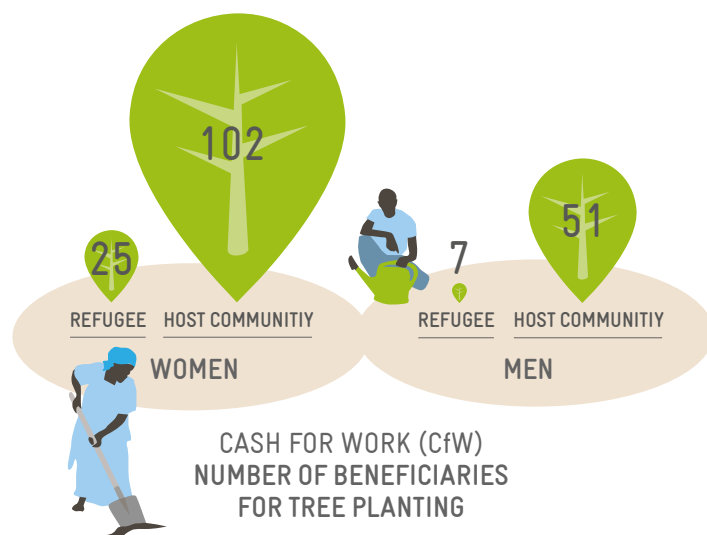 102
25
7
51
REFUGEE HOST COMMUNITIY
REFUGEE HOST COMMUNITIY
WOMEN
MEN
CASH FOR WORK (CfW)
NUMBER OF BENEFICIARIES
FOR TREE PLANTING